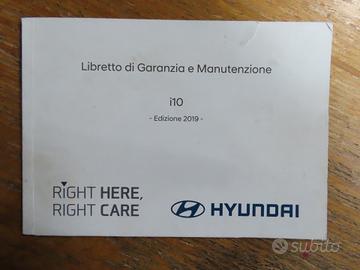 Libretto di Garanzia e Manutenzione
i10
- Edizione 2019 -
RIGHT HERE,
RIGHT CARE
HYUNDAI
subito